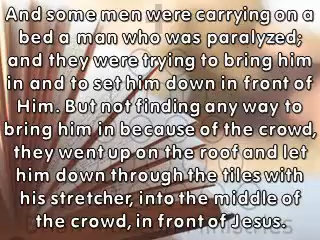 And some men were carrying on a
bed a man who was paralyzed;
and they were trying to bring him
in and to set him down in front of
Him. But not finding any way to
bring him in because of the crowd,
they went up on the roof and let
him down through the tiles with
his stretcher, into the middle of
the crowd, in front of Jesus.